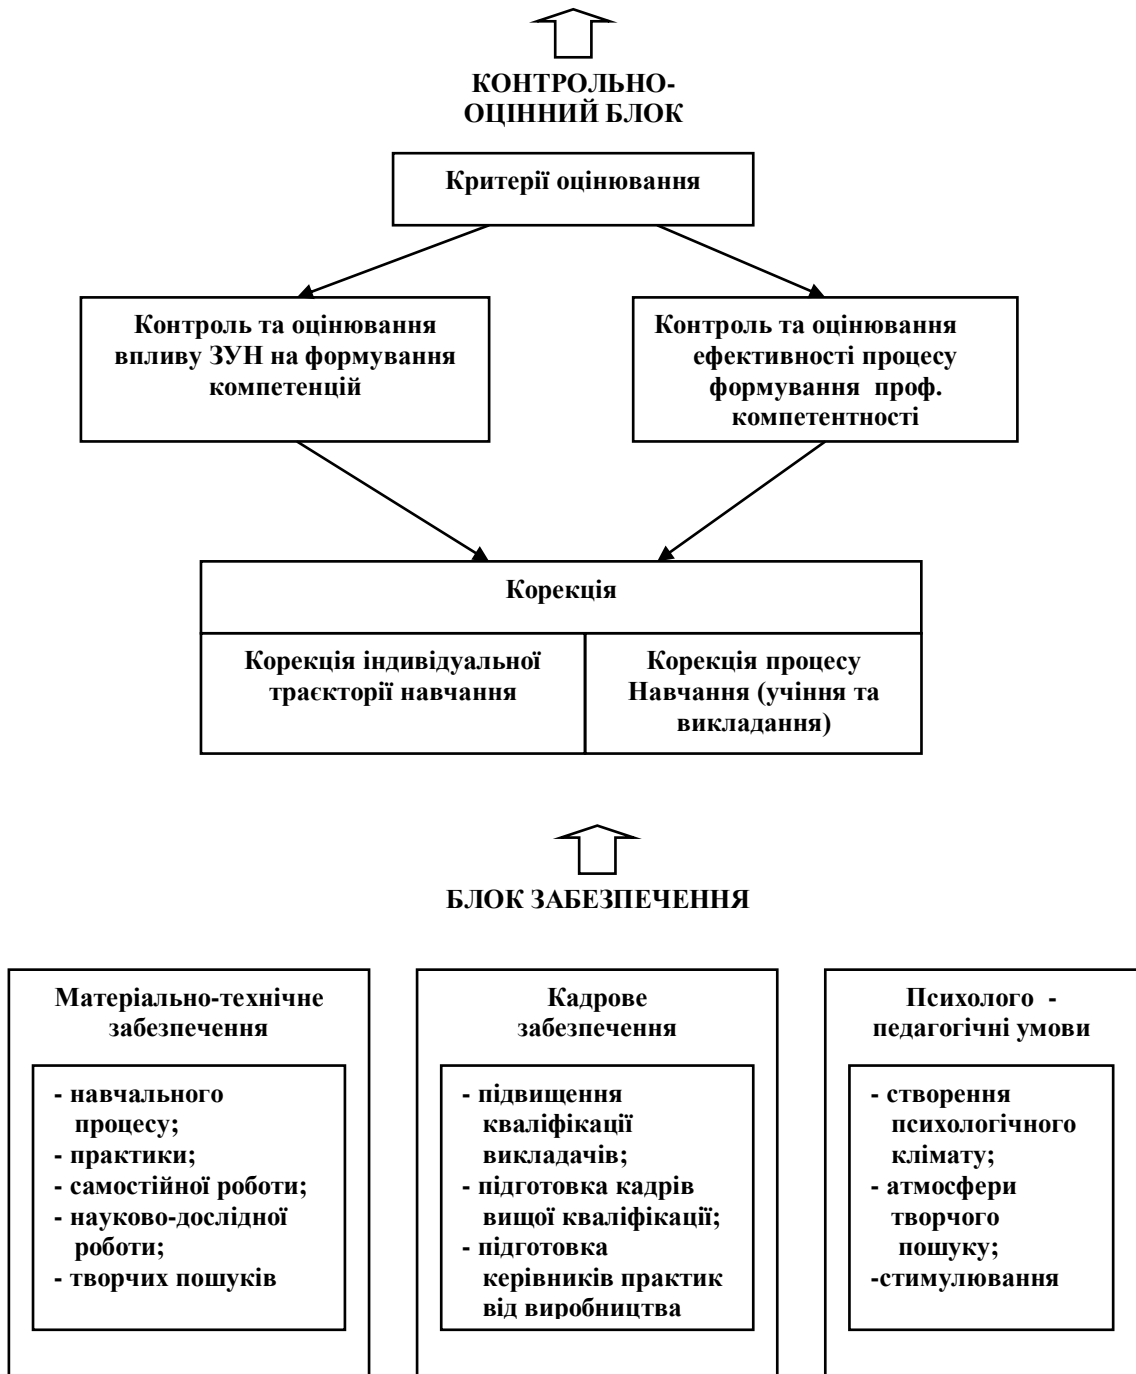 КОНТРОЛЬНО-
ОЦІННИЙ БЛОК
Критерії оцінювання
Контроль та оцінювання
впливу ЗУН на формування
компетенцій
Контроль та оцінювання
ефективності процесу
формування проф.
компетентності
Корекція
Корекція індивідуальної
траєкторії навчання
Корекція процесу
Навчання (учіння та
викладання)
БЛОК ЗАБЕЗПЕЧЕННЯ
Матеріально-технічне
забезпечення
- навчального
процесу;
- практики;
- самостійної роботи;
- науково-дослідної
роботи;
- творчих пошуків
Кадрове
забезпечення
- підвищення
кваліфікації
викладачів;
- підготовка кадрів
вищої кваліфікації;
- підготовка
керівників практик
від виробництва
Психолого -
педагогічні умови
- створення
психологічного
клімату;
- атмосфери
творчого
пошуку;
-стимулювання